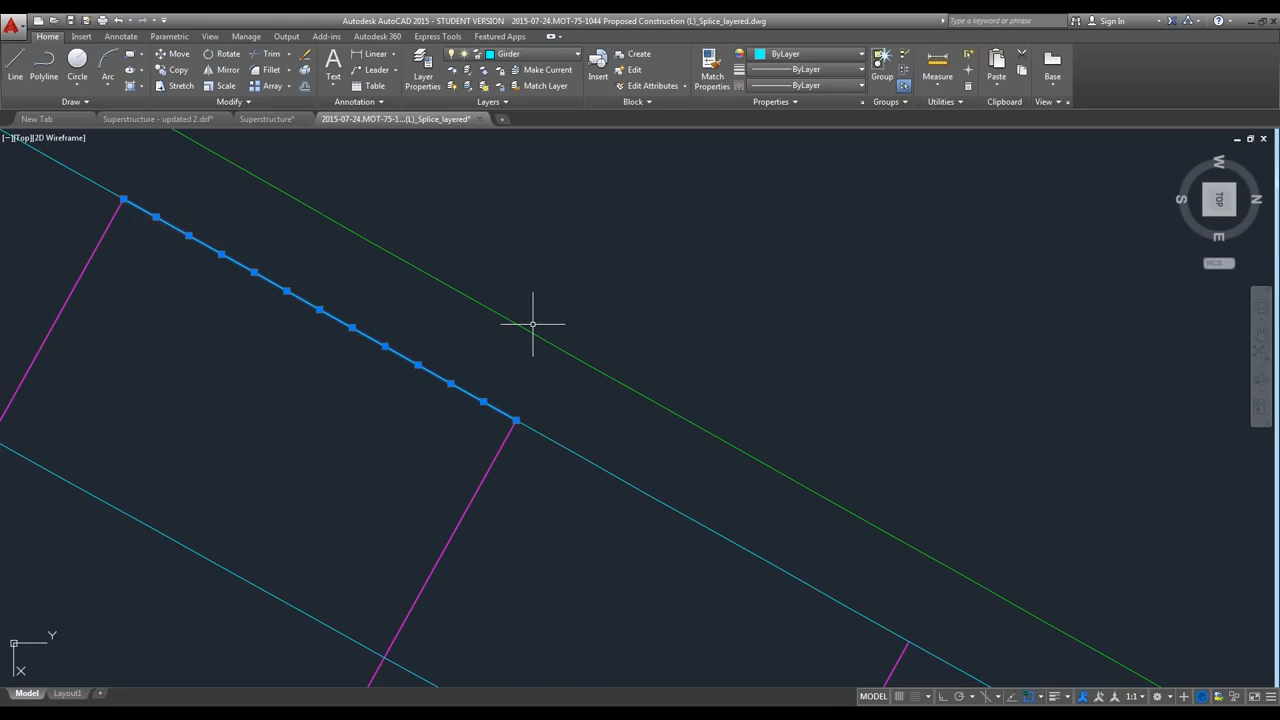 Autodesk AutoCAD 2015 - STUDENT VERSION 2015-07-24.MOT-75-1044 Proposed Construction (L)_Splice_layered.dwg
Type a keyword or phrase
Sign In
Home Insert Annotate Parametric View Manage Output Add-ins Autodesk 360 Express Tools Featured Apps
Line Polyline Circle Arc
Move Rotate Trim
Copy Mirror Fillet
Stretch Scale Array
Text
Linear
Leader
Table
Layer Properties
Girder
Make Current
Match Layer
Insert
Create
Edit
Edit Attributes
Match Properties
ByLayer
ByLayer
ByLayer
Group
Measure
Paste
Base
Draw Modify Annotation Layers Block Properties Groups Utilities Clipboard View
New Tab Superstructure - updated 2.dxf* Superstructure* 2015-07-24.MOT-75-1...(L)_Splice_layered*
[−][Top][2D Wireframe]
W
S TOP N
E
WCS
Y
X
Model Layout1
MODEL 1:1